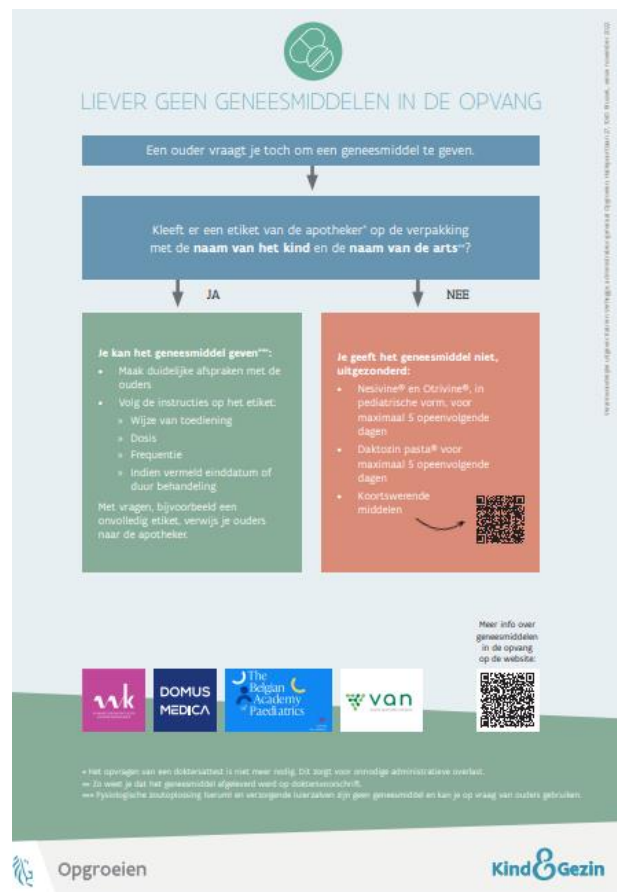 LIEVER GEEN GENEESMIDDELEN IN DE OPVANG
Een ouder vraagt je toch om een geneesmiddel te geven.
Kleeft er een etiket van de apotheker* op de verpakking
met de naam van het kind en de naam van de arts**?
JA
NEE
Je kan het geneesmiddel geven***:
• Maak duidelijke afspraken met de
ouders
• Volg de instructies op het etiket:
» Wijze van toediening
» Dosis
» Frequentie
» Indien vermeld einddatum of
duur behandeling
Met vragen, bijvoorbeeld een
onvolledig etiket, verwijs je ouders
naar de apotheker.
Je geeft het geneesmiddel niet,
uitgezonderd:
• Nesivine® en Otrivine®, in
pediatrische vorm, voor
maximaal 5 opeenvolgende
dagen
• Daktozin pasta® voor
maximaal 5 opeenvolgende
dagen
• Koortswerende
middelen
Meer info over
geneesmiddelen
in de opvang
op de website:
wk
DOMUS
MEDICA
The
Belgian
Academy
of Paediatrics
van
* Het opvragen van een doktersattest is niet meer nodig. Dit zorgt voor onnodige administratieve overlast.
** Zo weet je dat het geneesmiddel afgeleverd werd op doktersvoorschrift.
*** Fysiologische zoutoplossing (serum) en verzorgende luierzalven zijn geen geneesmiddel en kan je op vraag van ouders gebruiken.
Opgroeien
Kind & Gezin